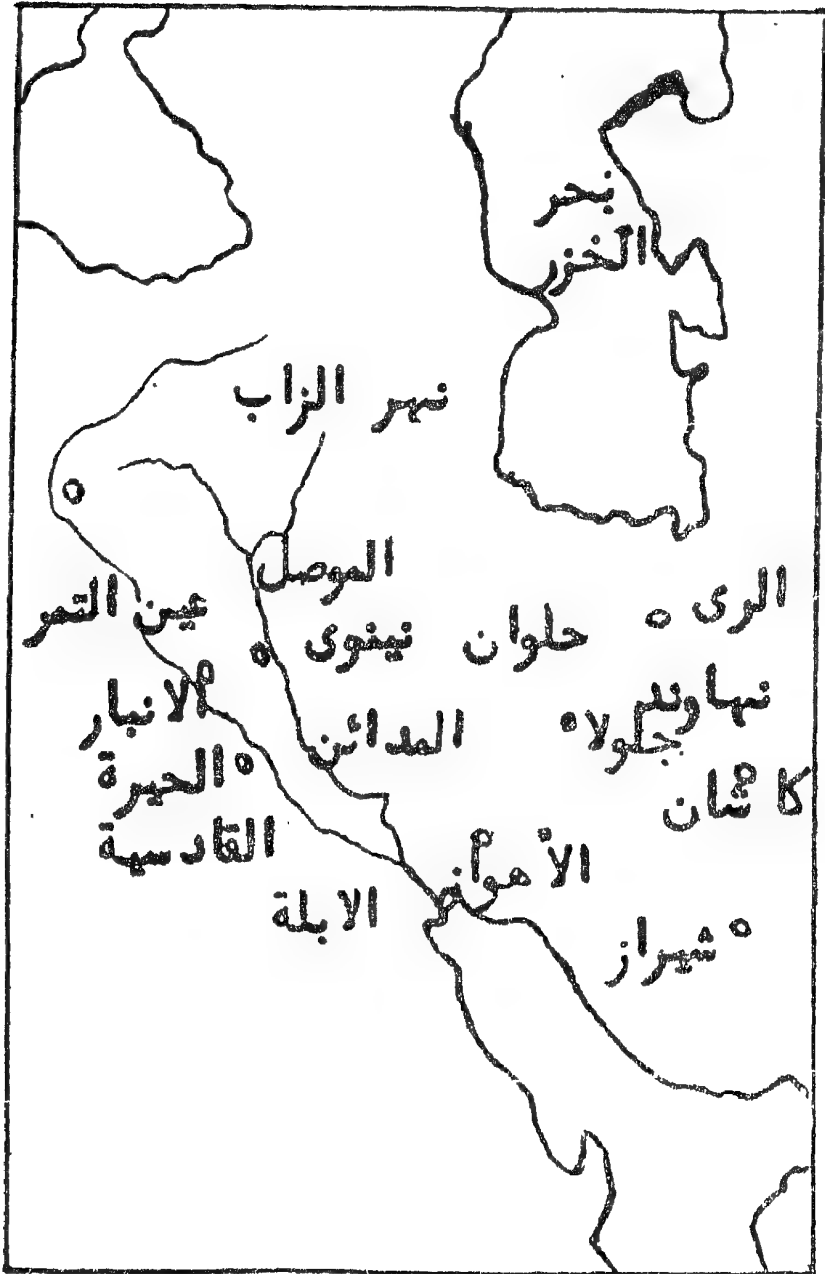 بحر
الخزر
نهر الزاب
الموصل
عين التمر
نينوى
حلوان
الرى
الانبار
المدائن
نهاوند
جلولا
الحيرة
كاشان
القادسية
الأهواز
الابلة
شيراز